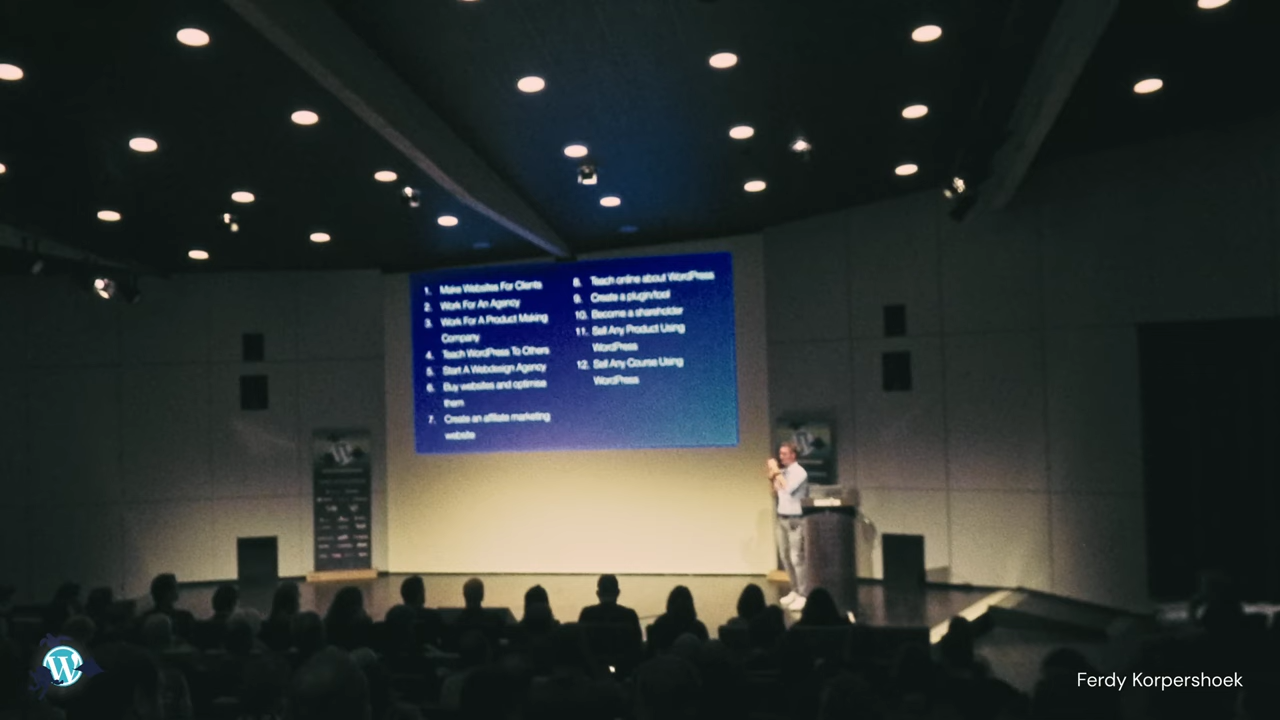 1. Make Websites For Clients
2. Work For An Agency
3. Work For A Product Making
Company
4. Teach WordPress To Others
5. Start A Webdesign Agency
6. Buy websites and optimise
them
7. Create an affiliate marketing
website
8. Teach online about WordPress
9. Create a plugin/tool
10. Become a shareholder
11. Sell Any Product Using
WordPress
12. Sell Any Course Using
WordPress
W
W
Ferdy Korpershoek